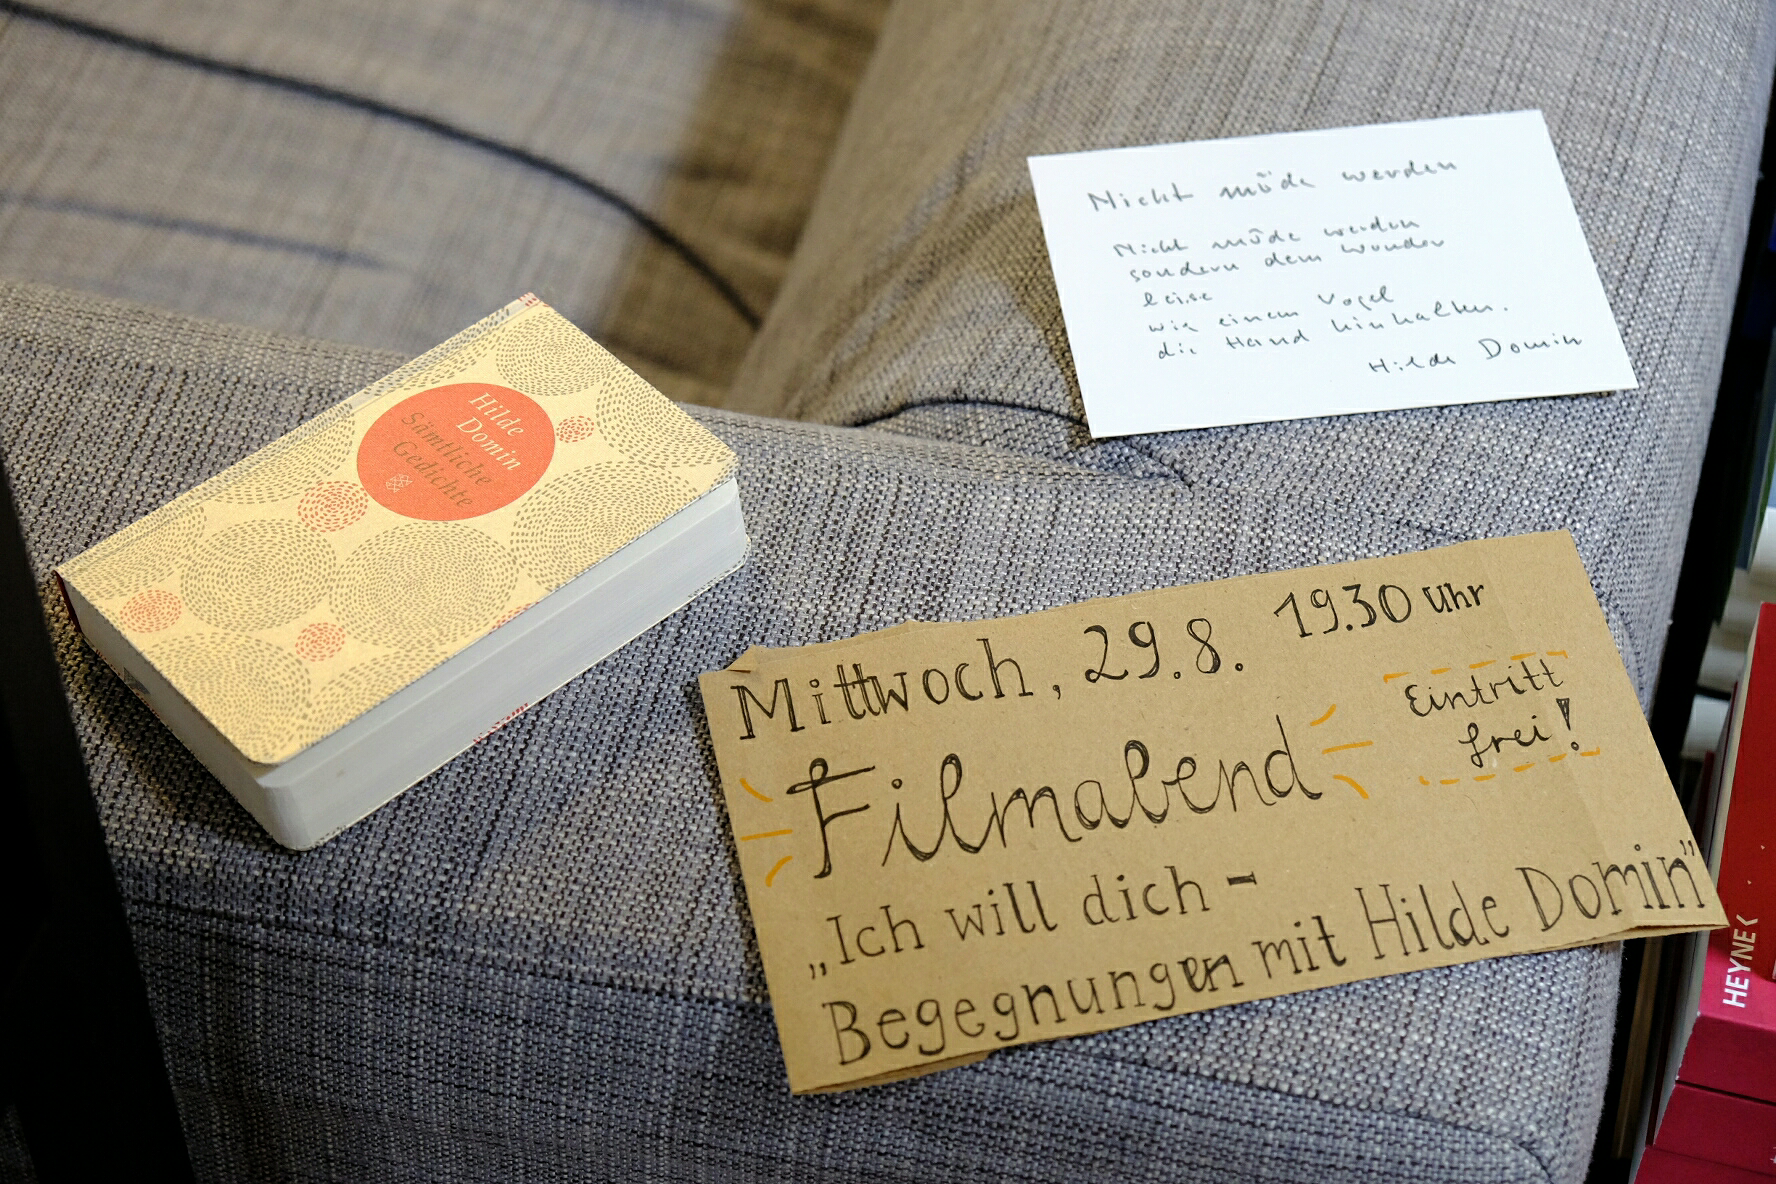 Hilde
Domin
Sämtliche
Gedichte
Nicht müde werden
Nicht müde werden
sondern dem Wunder
leise
wie einem Vogel
die Hand hinhalten.
Hilde Domin
Mittwoch, 29.8. 19.30 Uhr
Eintritt
frei!
Filmabend
„Ich will dich –
Begegnungen mit Hilde Domin“
HEYNE <